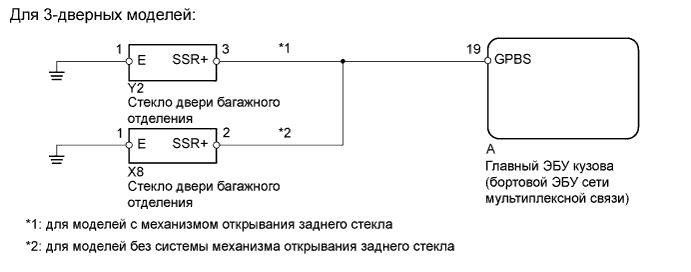 Для 3-дверных моделей:
1 E SSR+ 3 *1 19 GPBS
Y2
Стекло двери багажного
отделения
1 E SSR+ 2 *2
X8
Стекло двери багажного
отделения
A
Главный ЭБУ кузова
(бортовой ЭБУ сети
мультиплексной связи)
*1: для моделей с механизмом открывания заднего стекла
*2: для моделей без системы механизма открывания заднего стекла